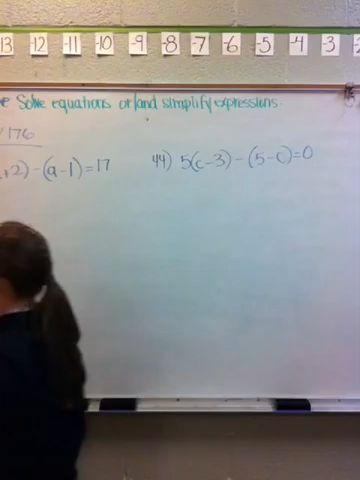 13 -12 -11 -10 -9 -8 -7 -6 -5 -4 -3
Solve equations or/and simplify expressions
176
+2) - (a-1) = 17
44) 5(c-3) - (5-c)=0